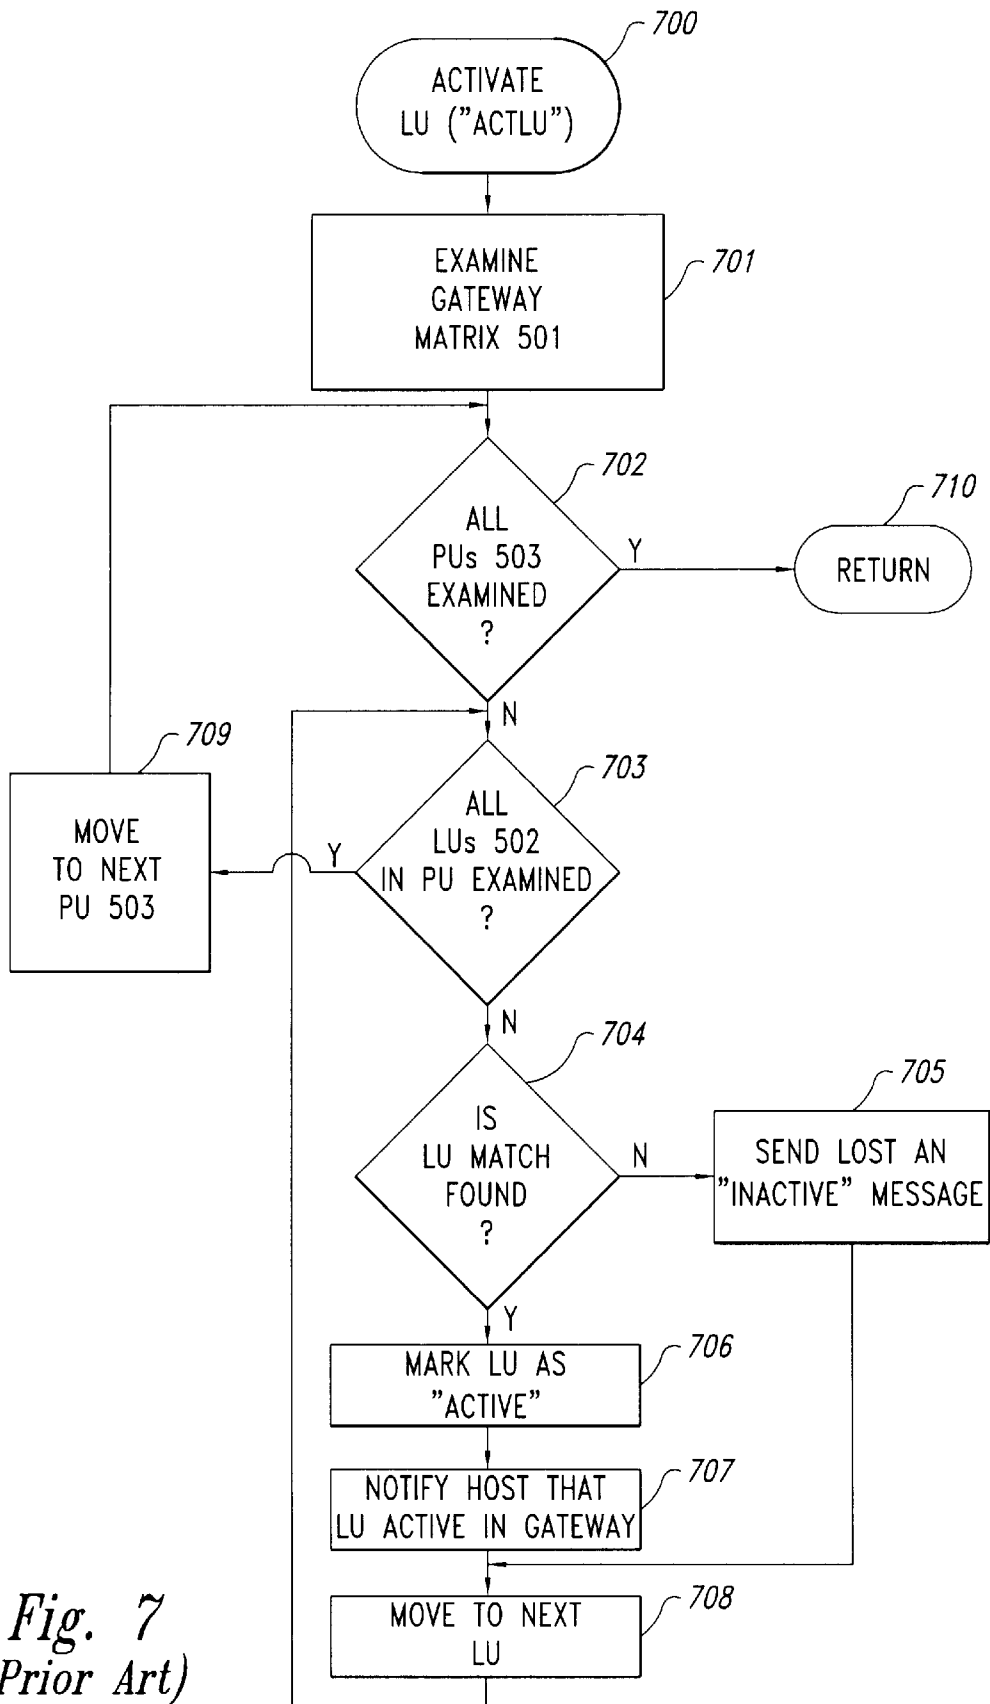 700
ACTIVATE
LU ("ACTLU")
701
EXAMINE
GATEWAY
MATRIX 501
702
ALL
PUs 503
EXAMINED
?
Y
710
RETURN
N
709
MOVE
TO NEXT
PU 503
703
ALL
LUs 502
IN PU EXAMINED
?
Y
N
704
IS
LU MATCH
FOUND
?
N
705
SEND LOST AN
"INACTIVE" MESSAGE
Y
706
MARK LU AS
"ACTIVE"
707
NOTIFY HOST THAT
LU ACTIVE IN GATEWAY
708
MOVE TO NEXT
LU
Fig. 7
Prior Art)